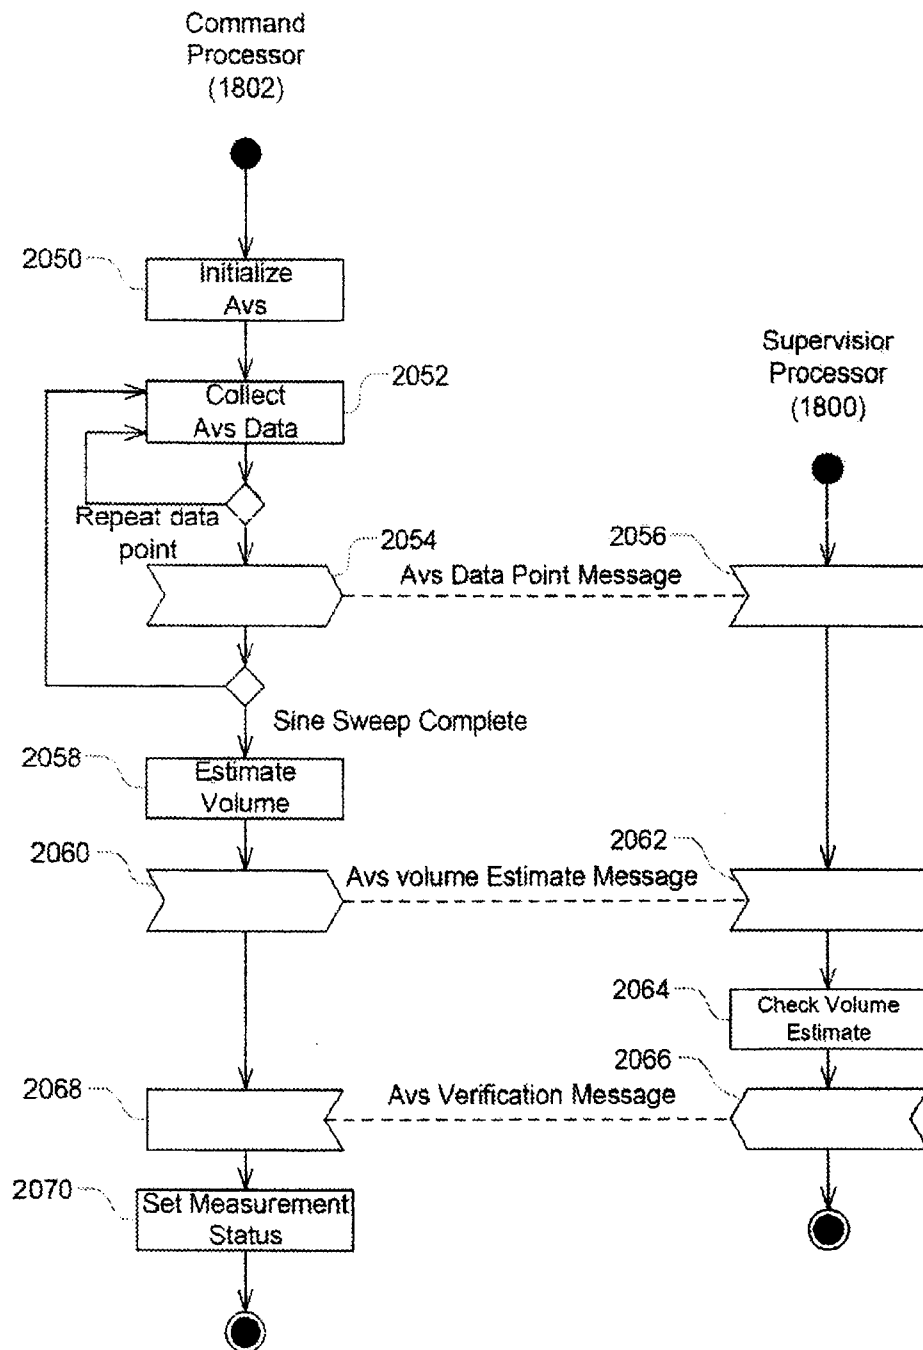 Command
Processor
(1802)
2050
Initialize
Avs
Supervisior
Processor
(1800)
2052
Collect
Avs Data
Repeat data
point
2054
2056
Avs Data Point Message
Sine Sweep Complete
2058
Estimate
Volume
2060
2062
Avs volume Estimate Message
2064
Check Volume
Estimate
2066
2068
Avs Verification Message
2070
Set Measurement
Status